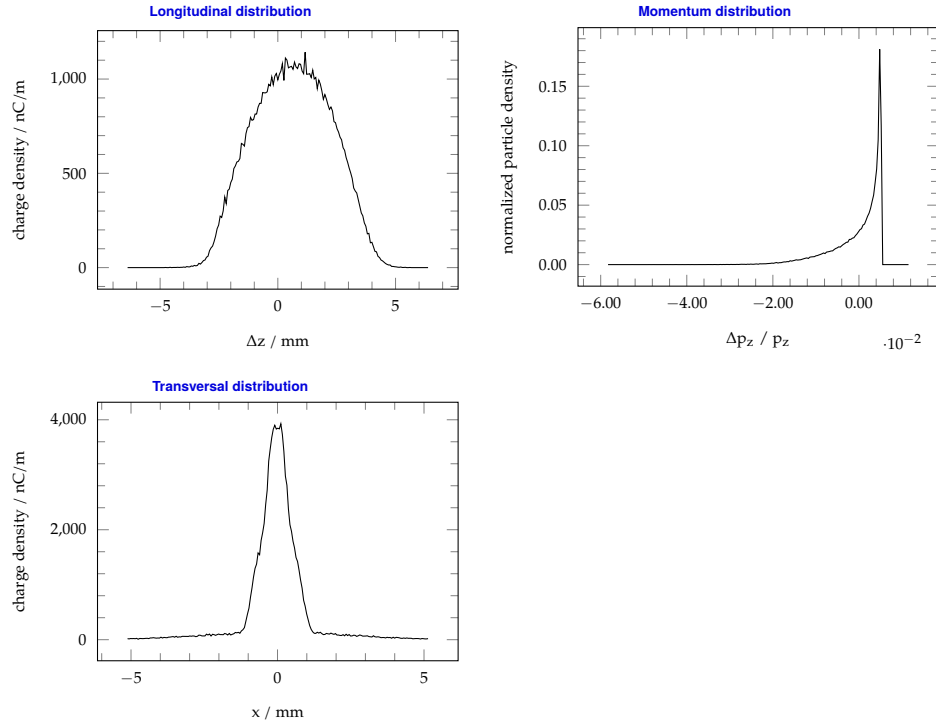 Longitudinal distribution
charge density / nC/m
1,000
500
0
−5
0
5
Δz / mm
Momentum distribution
normalized particle density
0.15
0.10
0.05
0.00
−6.00
−4.00
−2.00
0.00
·10−2
Δpz / pz
Transversal distribution
charge density / nC/m
4,000
2,000
0
−5
0
5
x / mm